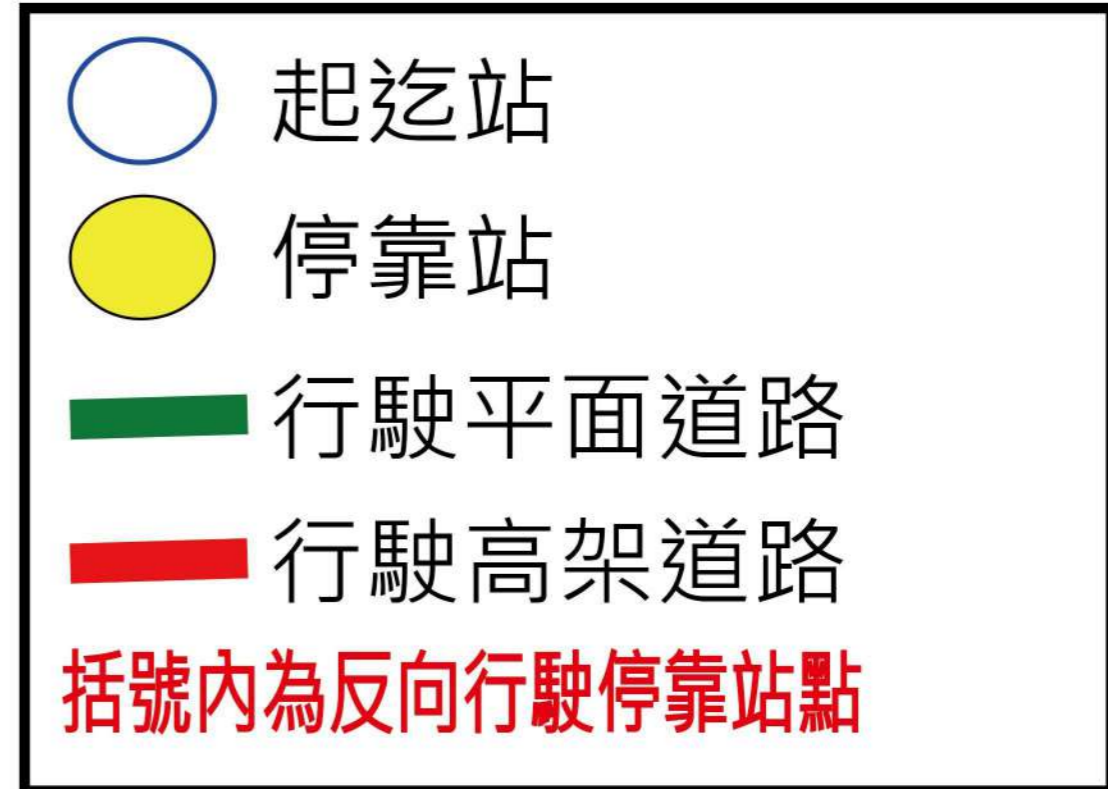 起迄站
停靠站
行駛平面道路
行駛高架道路
括號內為反向行駛停靠站點